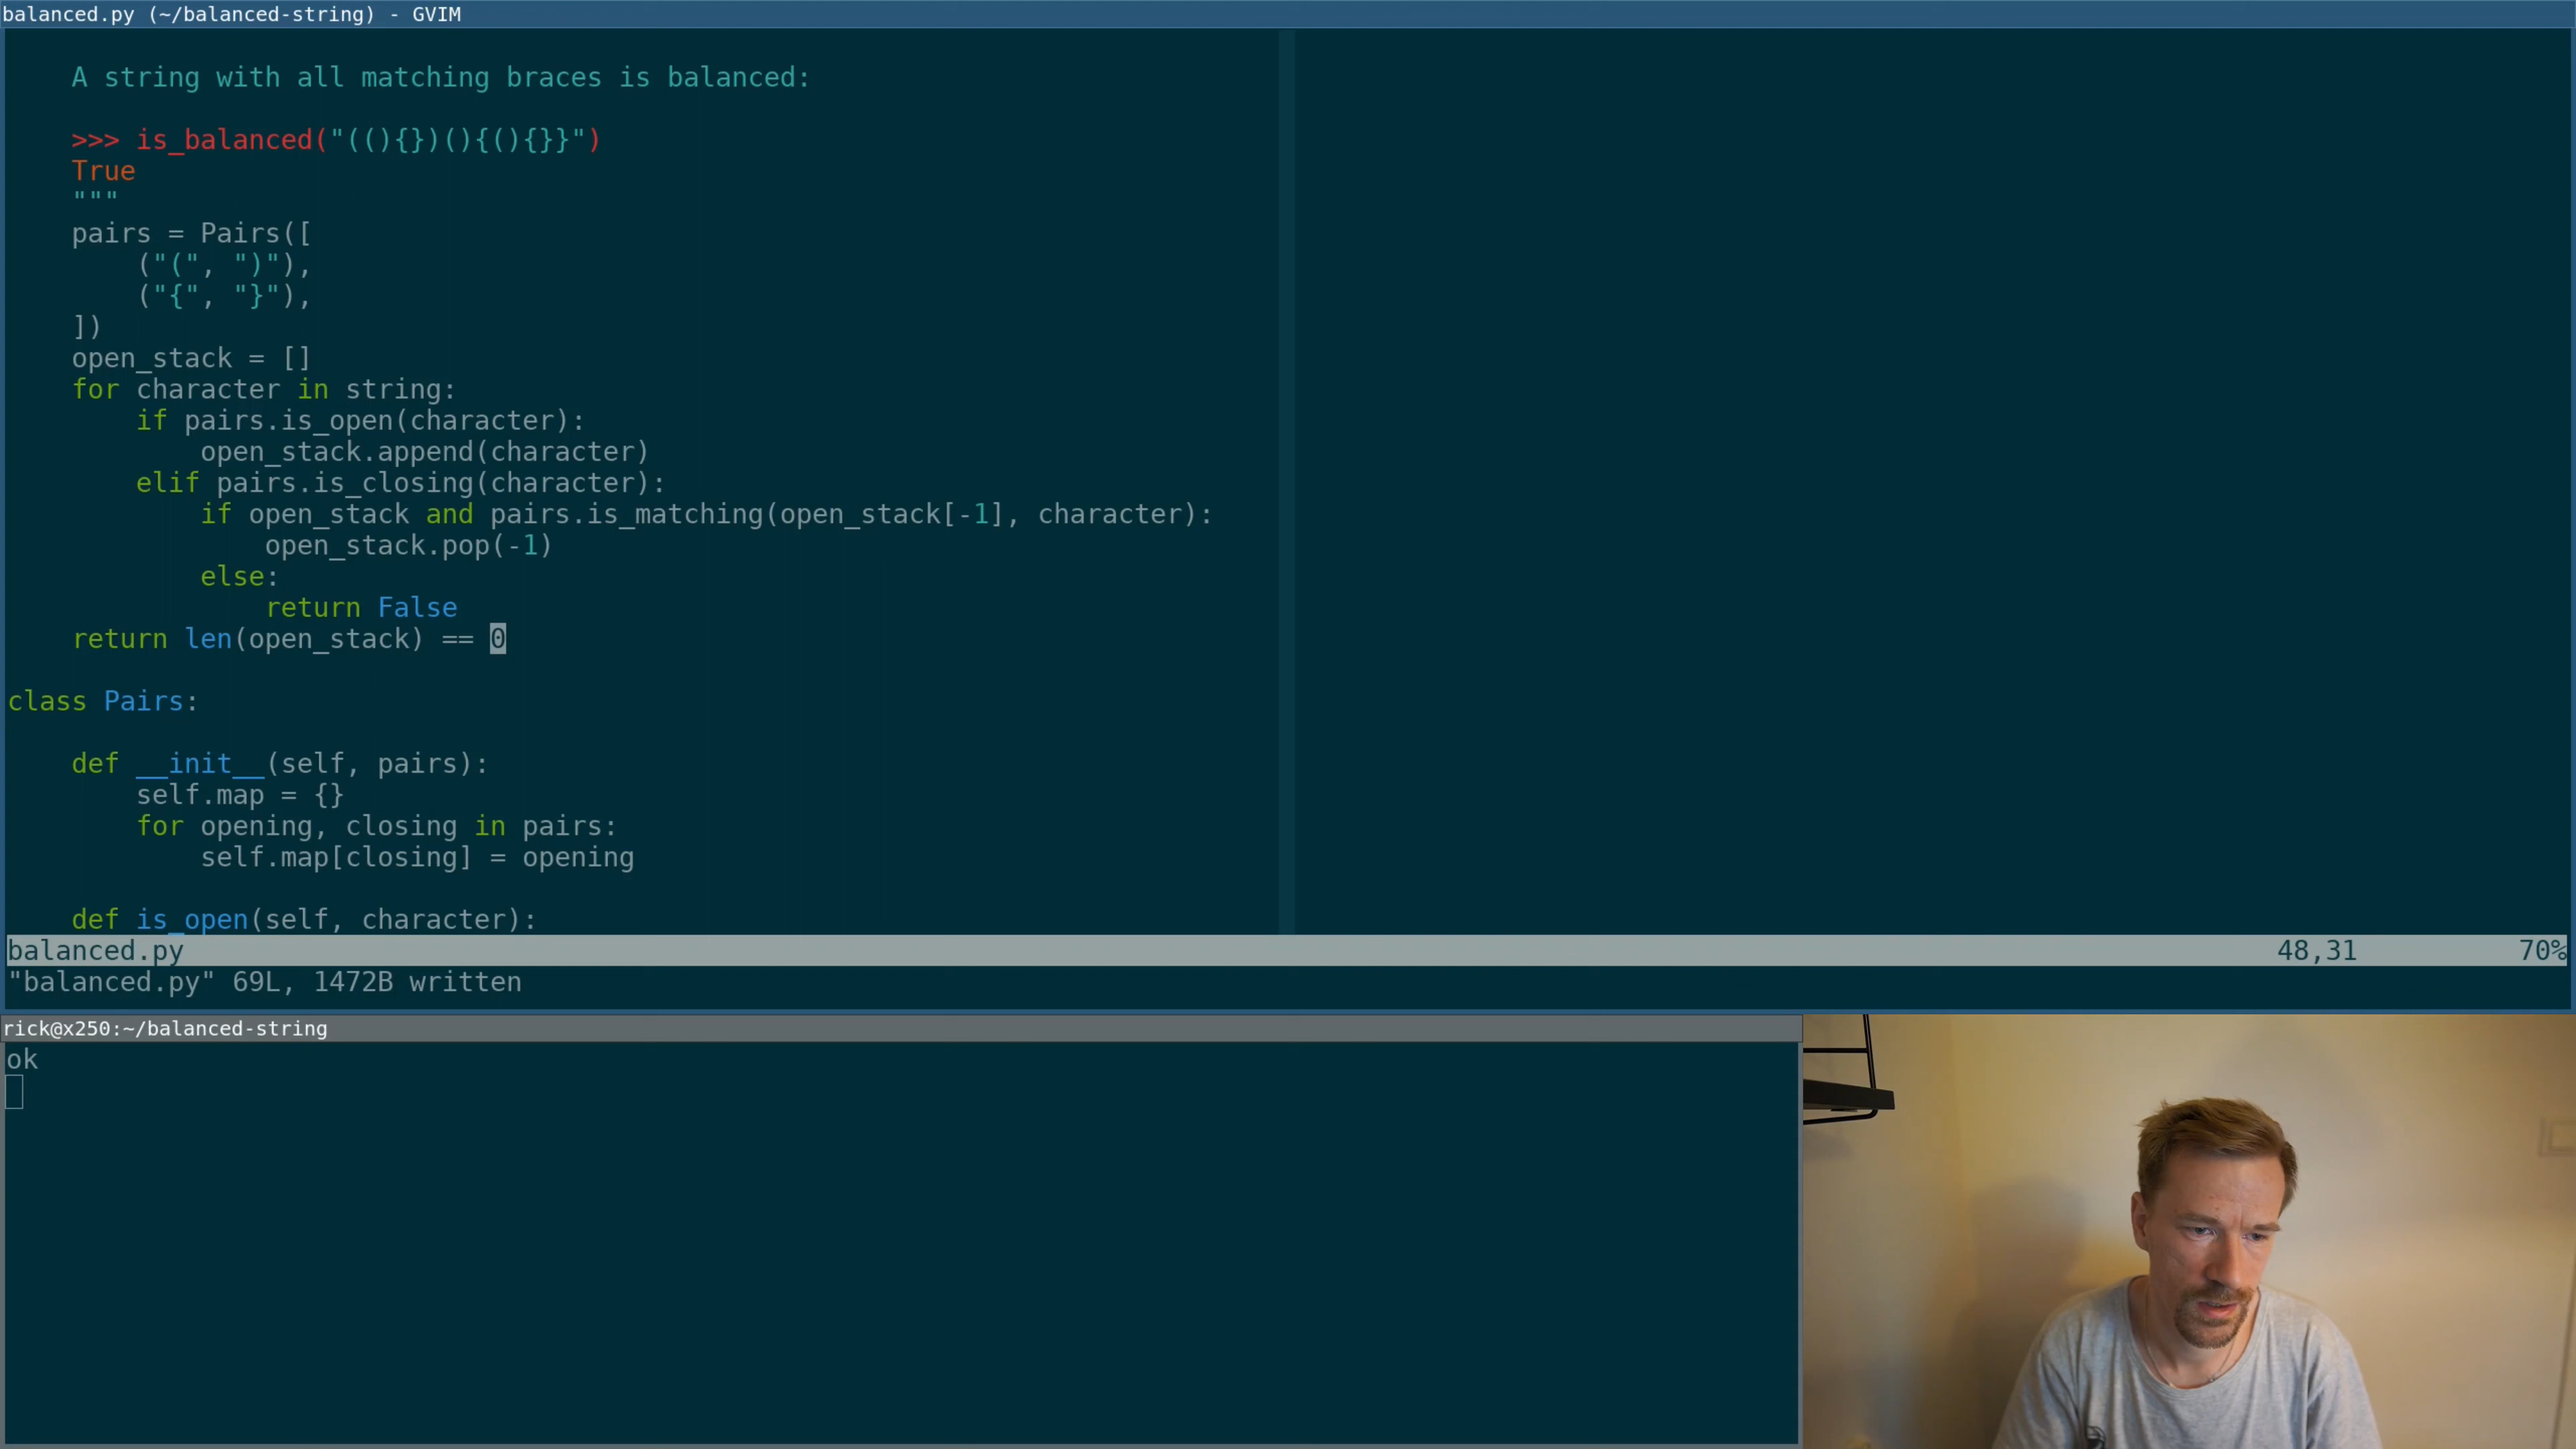 balanced.py (~/balanced-string) - GVIM
A string with all matching braces is balanced:
>>> is_balanced("((){})(){(){}}")
True
"""
pairs = Pairs([
("(", ")"),
("{", "}"),
])
open_stack = []
for character in string:
if pairs.is_open(character):
open_stack.append(character)
elif pairs.is_closing(character):
if open_stack and pairs.is_matching(open_stack[-1], character):
open_stack.pop(-1)
else:
return False
return len(open_stack) == 0
class Pairs:
def __init__(self, pairs):
self.map = {}
for opening, closing in pairs:
self.map[closing] = opening
def is_open(self, character):
balanced.py 48,31 70%
"balanced.py" 69L, 1472B written
rick@x250:~/balanced-string
ok